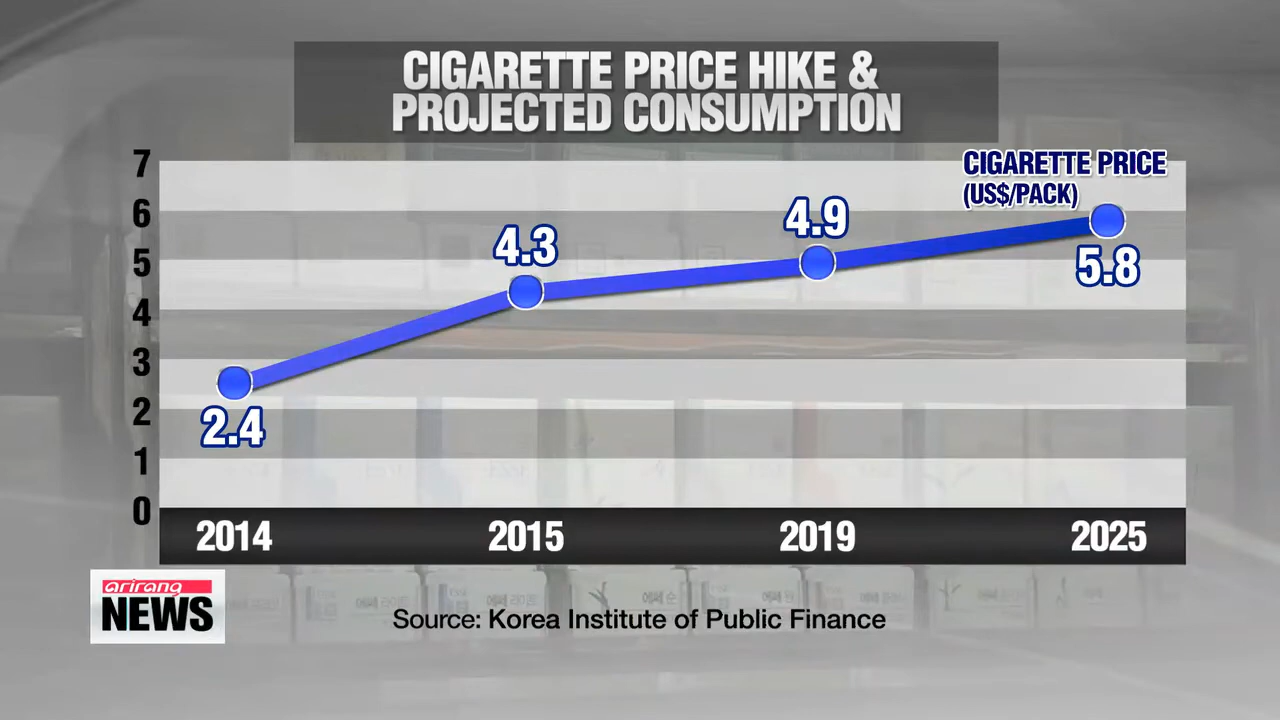 CIGARETTE PRICE HIKE &
PROJECTED CONSUMPTION
CIGARETTE PRICE
(US$/PACK)
7
6
5
4
3
2
1
0
2.4
4.3
4.9
5.8
2014 2015 2019 2025
arirang
NEWS
Source: Korea Institute of Public Finance